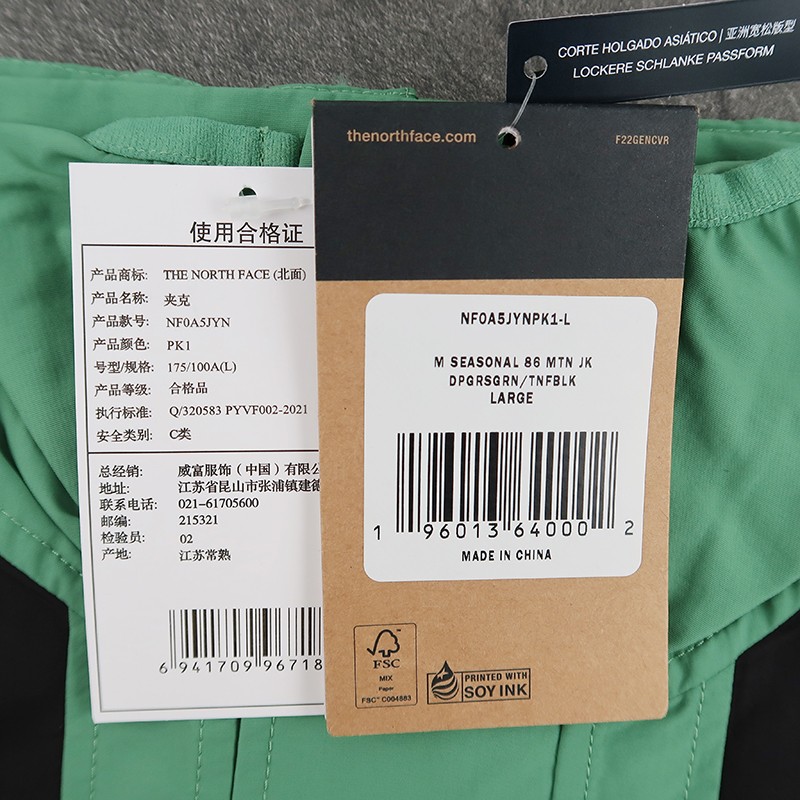 CORTE HOLGADO ASIÁTICO | 亚洲宽松版型
LOCKERE SCHLANKE PASSFORM
thenorthface.com
F22GENCVR
NF0A5JYNPK1-L
M SEASONAL 86 MTN JK
DPGRSGRN/TNFBLK
LARGE
1 96013 64000 2
MADE IN CHINA
FSC
MIX
Paper
FSC™ C004883
PRINTED WITH
SOY INK
使用合格证
产品商标: THE NORTH FACE (北面)
产品名称: 夹克
产品款号: NF0A5JYN
产品颜色: PK1
号型/规格: 175/100A(L)
产品等级: 合格品
执行标准: Q/320583 PYVF002-2021
安全类别: C类
总经销: 威富服饰（中国）有限公
地址: 江苏省昆山市张浦镇建德
联系电话: 021-61705600
邮编: 215321
检验员: 02
产地: 江苏常熟
6 941709 96718